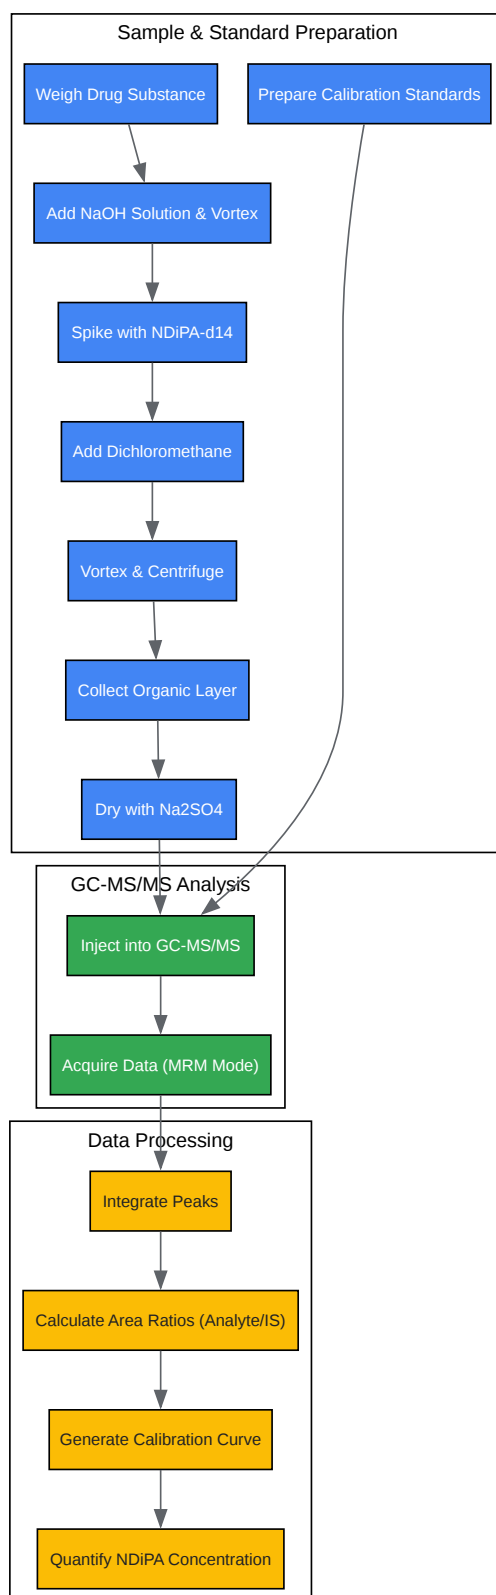 Sample & Standard Preparation
Weigh Drug Substance
Prepare Calibration Standards
Add NaOH Solution & Vortex
Spike with NDiPA-d14
Add Dichloromethane
Vortex & Centrifuge
Collect Organic Layer
Dry with Na2SO4
GC-MS/MS Analysis
Inject into GC-MS/MS
Acquire Data (MRM Mode)
Data Processing
Integrate Peaks
Calculate Area Ratios (Analyte/IS)
Generate Calibration Curve
Quantify NDiPA Concentration